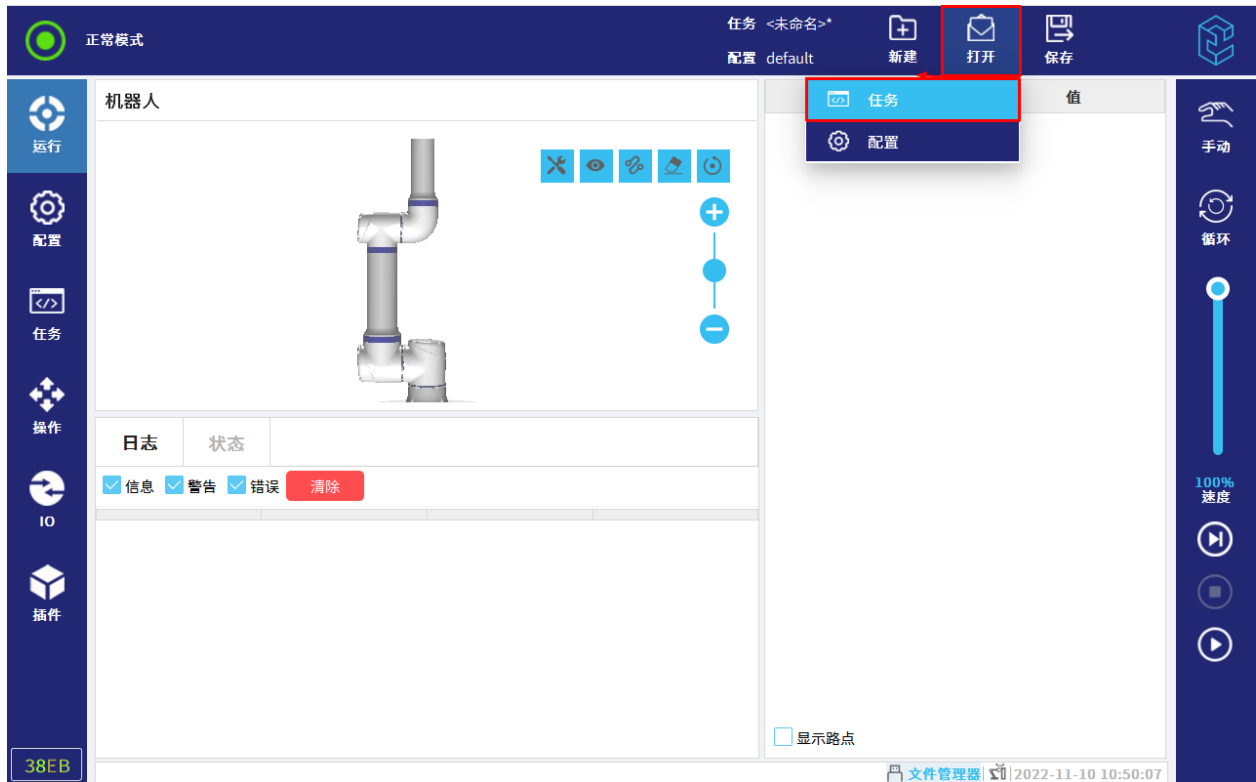 正常模式
任务 <未命名>*
配置 default
新建
打开
保存
任务
配置
运行
配置
任务
操作
IO
插件
38EB
机器人
日志
状态
信息
警告
错误
清除
值
显示路点
手动
循环
100%
速度
文件管理器
2022-11-10 10:50:07